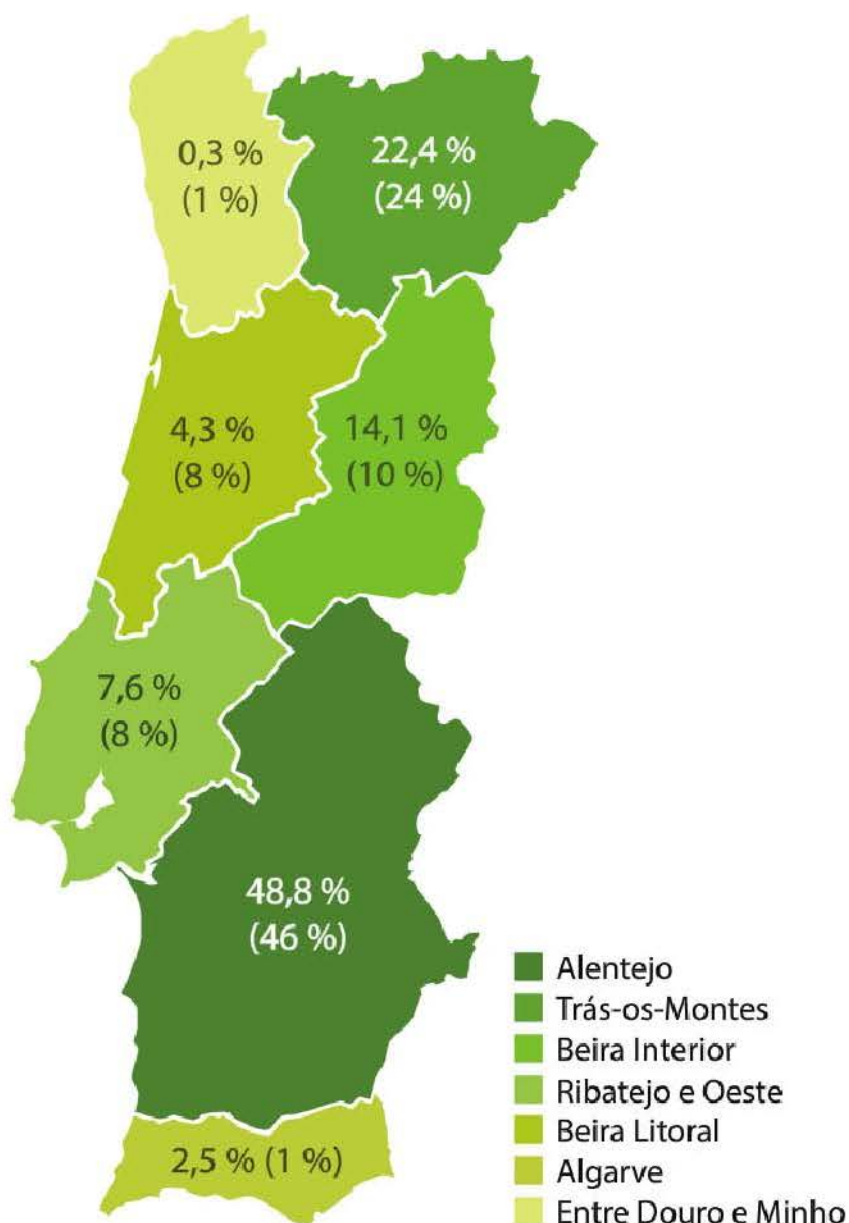 0,3 %
(1 %)
22,4 %
(24 %)
4,3 %
(8 %)
14,1 %
(10 %)
7,6 %
(8 %)
48,8 %
(46 %)
2,5 % (1 %)
Alentejo
Trás-os-Montes
Beira Interior
Ribatejo e Oeste
Beira Litoral
Algarve
Entre Douro e Minho